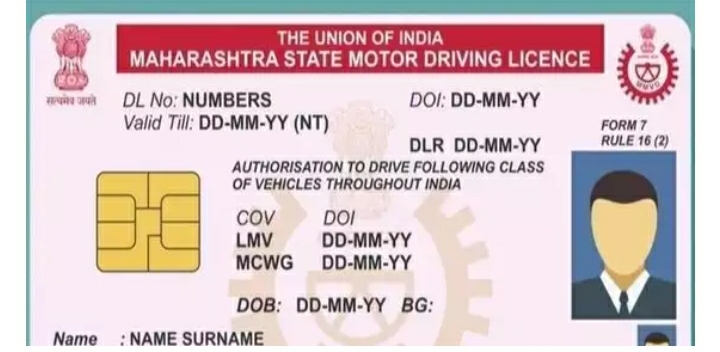 THE UNION OF INDIA
MAHARASHTRA STATE MOTOR DRIVING LICENCE
सत्यमेव जयते
DL No: NUMBERS DOI: DD-MM-YY
Valid Till: DD-MM-YY (NT)
FORM 7
RULE 16 (2)
DLR DD-MM-YY
AUTHORISATION TO DRIVE FOLLOWING CLASS
OF VEHICLES THROUGHOUT INDIA
COV DOI
LMV DD-MM-YY
MCWG DD-MM-YY
DOB: DD-MM-YY BG:
Name : NAME SURNAME